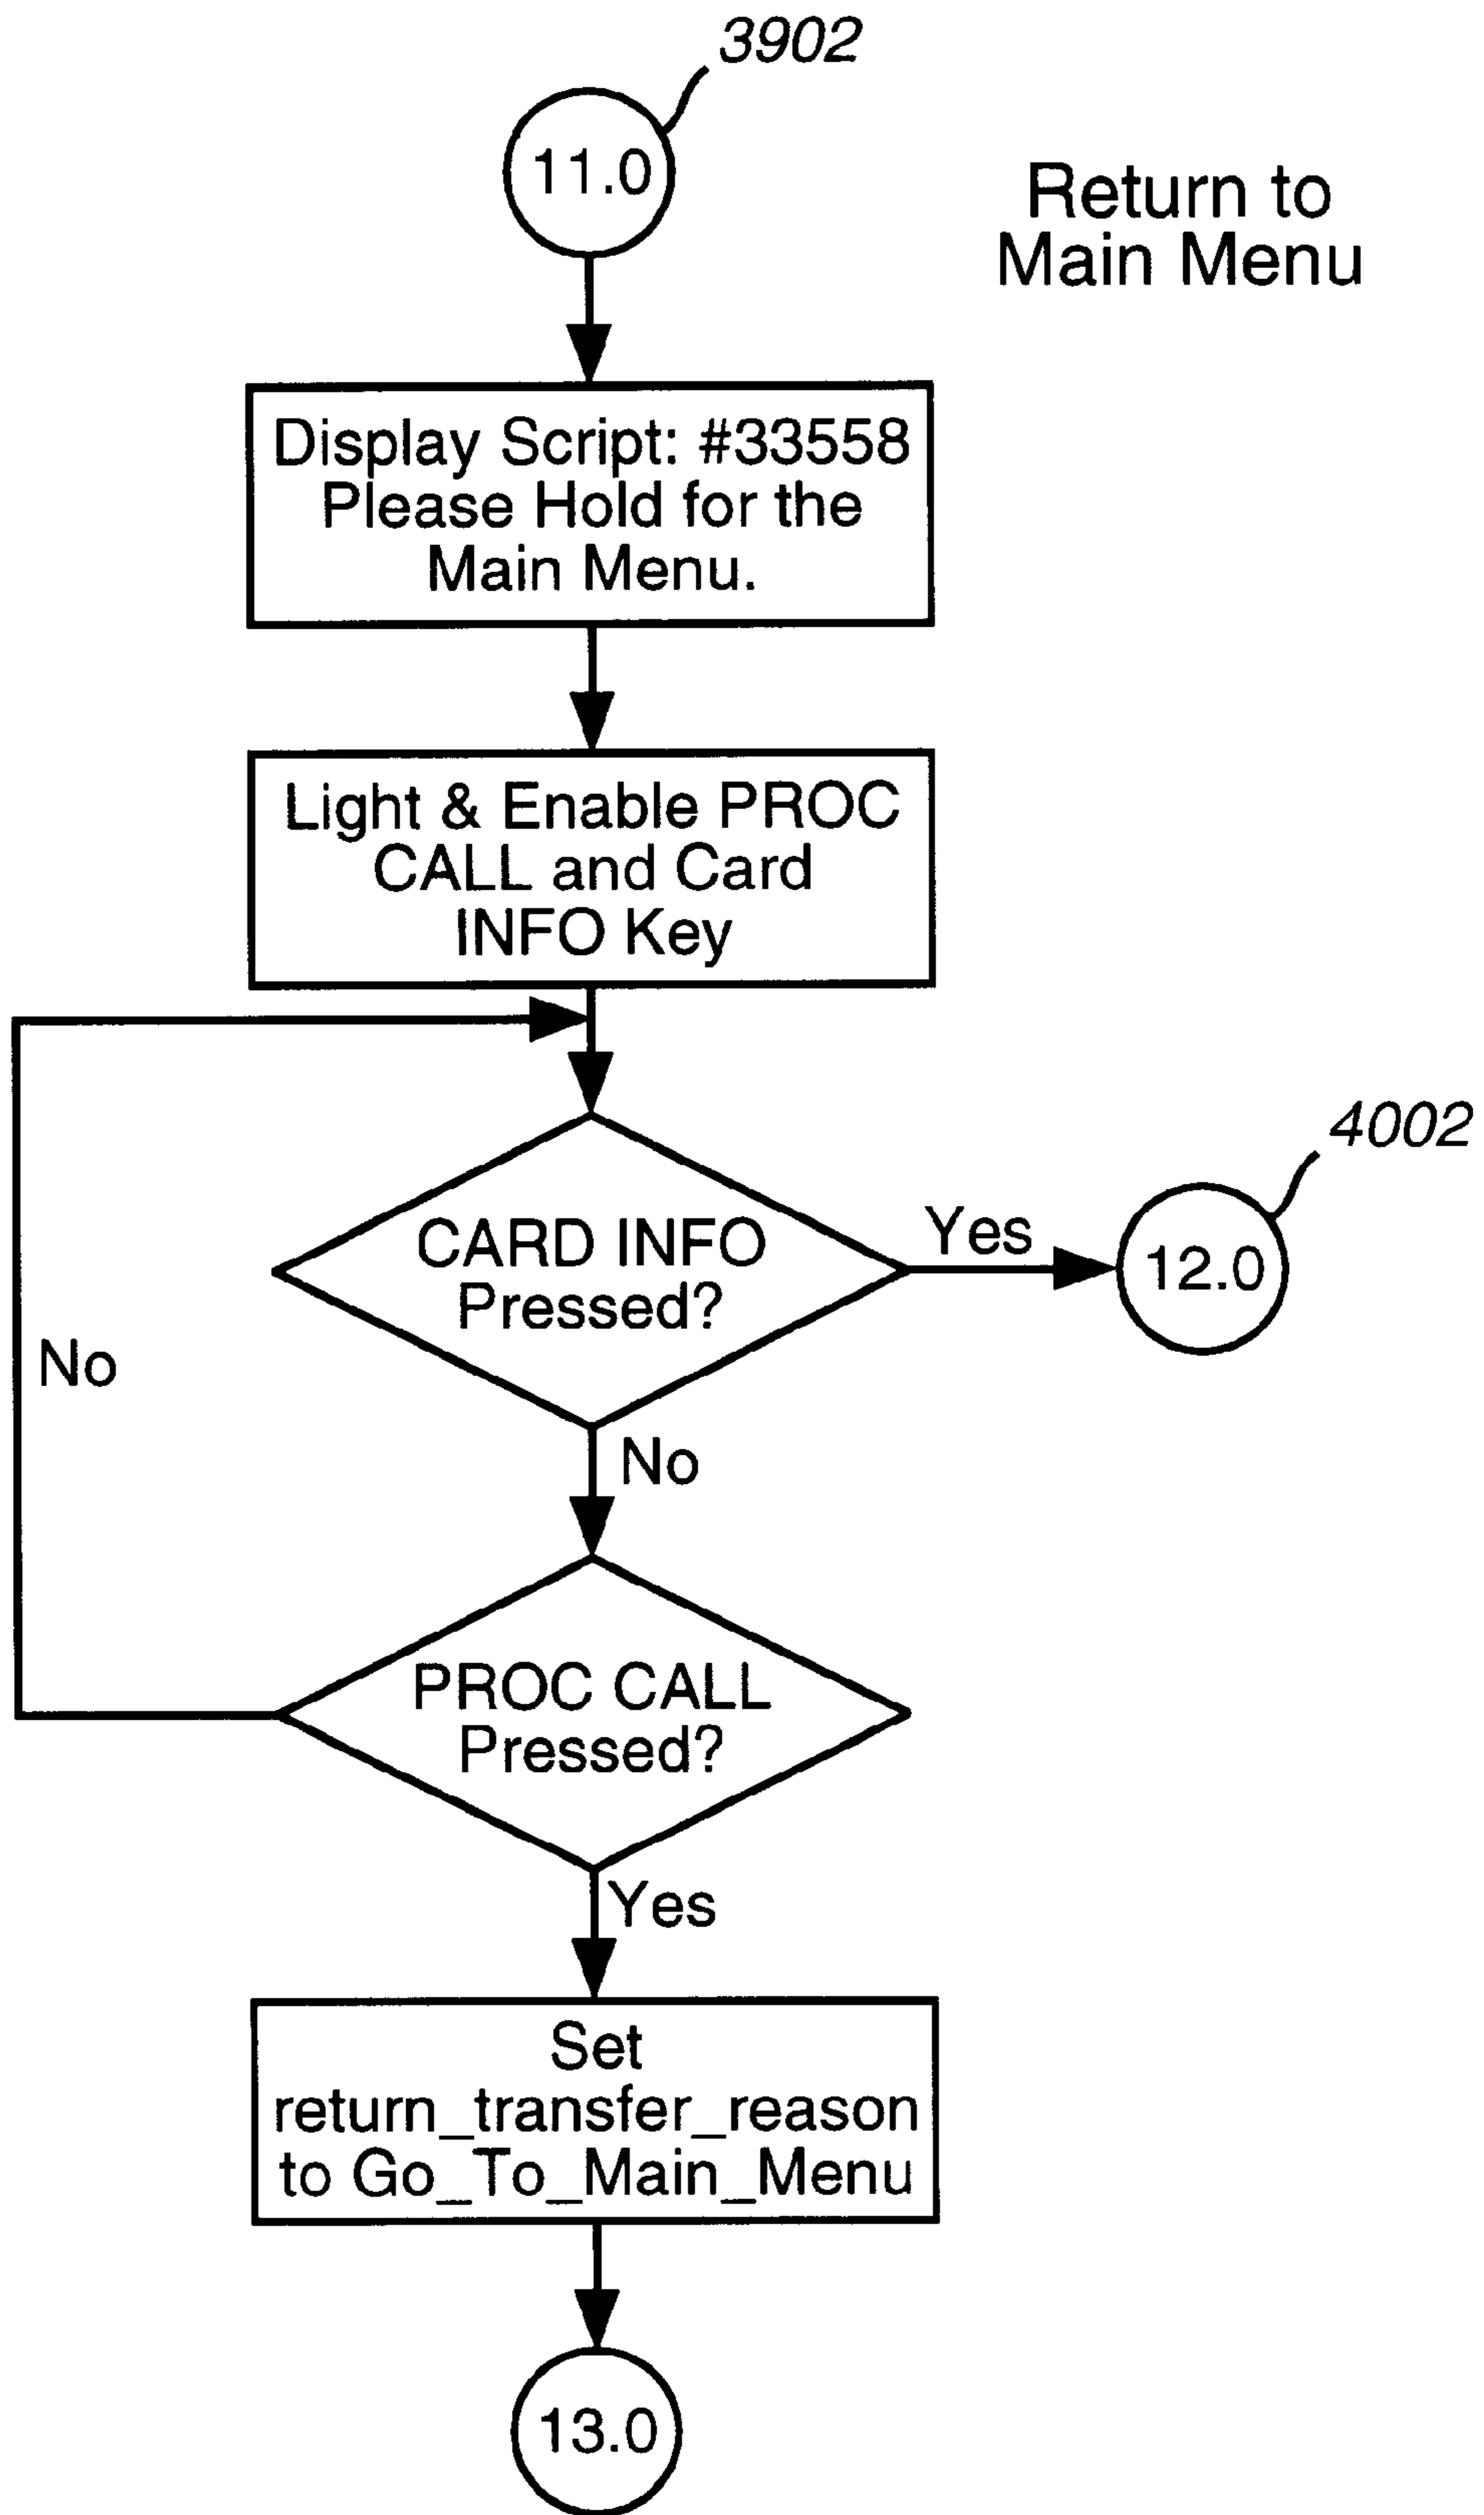 3902
11.0
Return to
Main Menu
Display Script: #33558
Please Hold for the
Main Menu.
Light & Enable PROC
CALL and Card
INFO Key
4002
CARD INFO
Pressed?
Yes
12.0
No
No
PROC CALL
Pressed?
Yes
Set
return_transfer_reason
to Go_To_Main_Menu
13.0